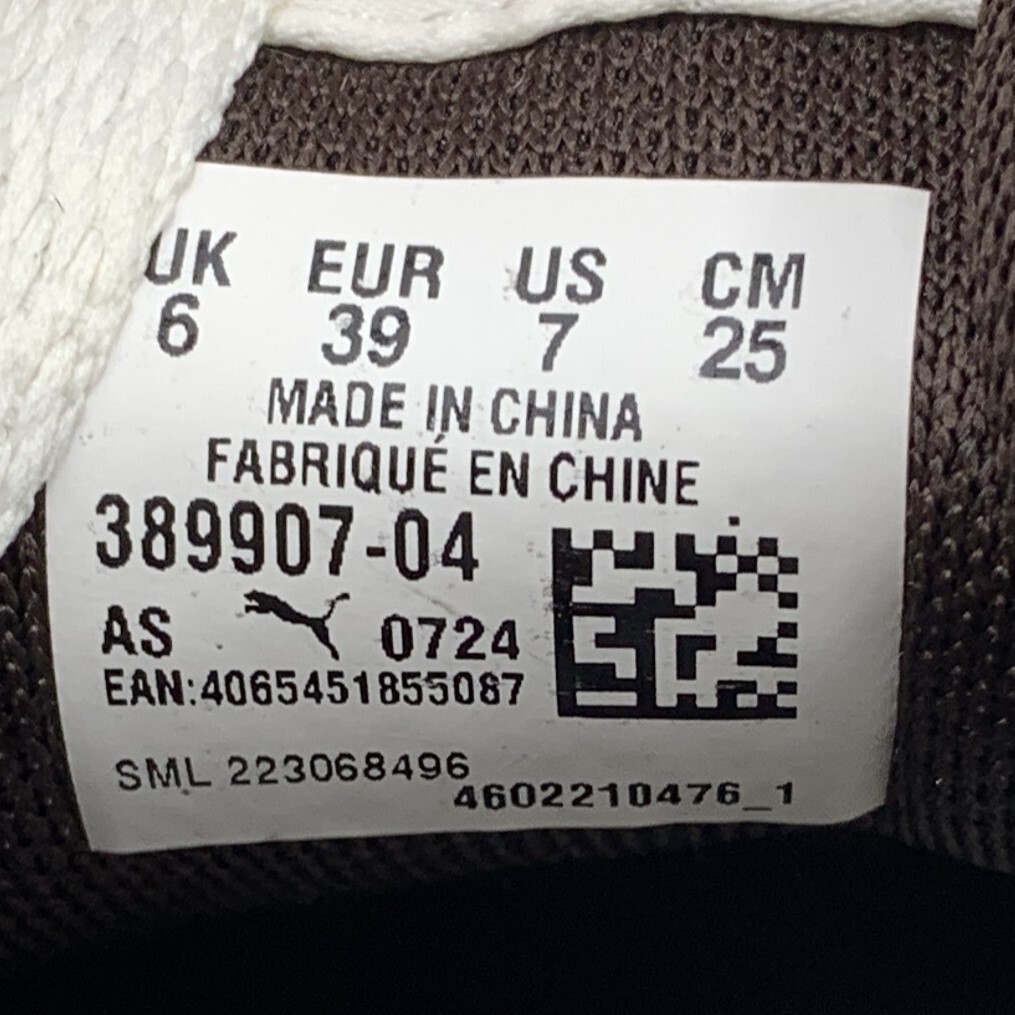 UK EUR US CM
6 39 7 25
MADE IN CHINA
FABRIQUÉ EN CHINE
389907-04
AS 0724
EAN:4065451855087
SML 223068496
4602210476_1